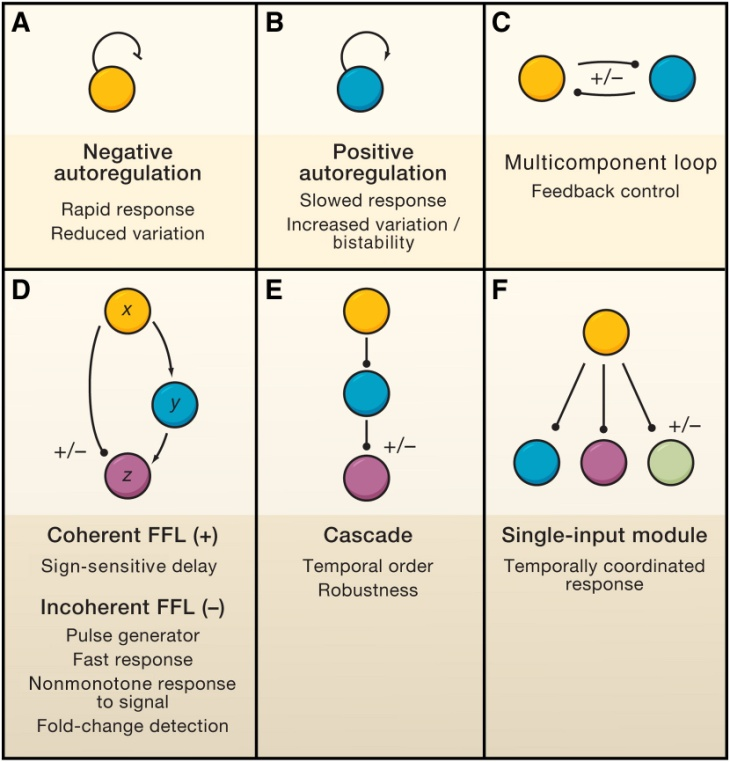 A
Negative
autoregulation
Rapid response
Reduced variation
B
Positive
autoregulation
Slowed response
Increased variation /
bistability
C
+/–
Multicomponent loop
Feedback control
D
x
y
+/–
z
Coherent FFL (+)
Sign-sensitive delay
Incoherent FFL (–)
Pulse generator
Fast response
Nonmonotone response
to signal
Fold-change detection
E
+/–
Cascade
Temporal order
Robustness
F
+/–
Single-input module
Temporally coordinated
response